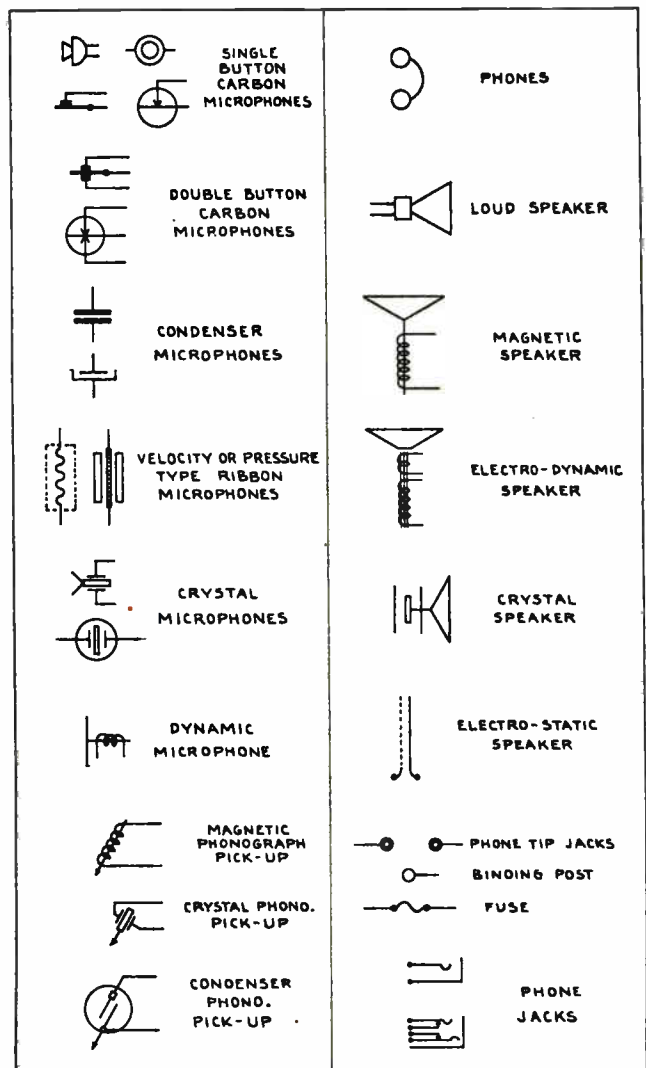 SINGLE
BUTTON
CARBON
MICROPHONES
DOUBLE BUTTON
CARBON
MICROPHONES
CONDENSER
MICROPHONES
VELOCITY OR PRESSURE
TYPE RIBBON
MICROPHONES
CRYSTAL
MICROPHONES
DYNAMIC
MICROPHONE
MAGNETIC
PHONOGRAPH
PICK-UP
CRYSTAL PHONO.
PICK-UP
CONDENSER
PHONO.
PICK-UP
PHONES
LOUD SPEAKER
MAGNETIC
SPEAKER
ELECTRO-DYNAMIC
SPEAKER
CRYSTAL
SPEAKER
ELECTRO-STATIC
SPEAKER
PHONE TIP JACKS
BINDING POST
FUSE
PHONE
JACKS